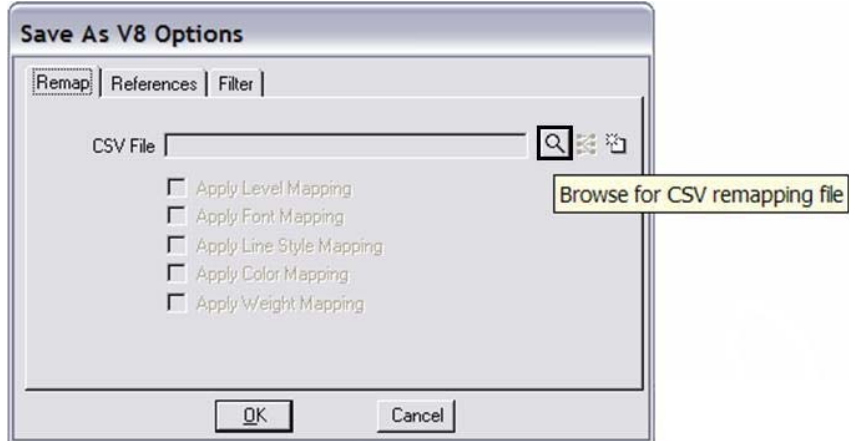 Save As V8 Options
Remap References Filter
CSV File
Browse for CSV remapping file
Apply Level Mapping
Apply Font Mapping
Apply Line Style Mapping
Apply Color Mapping
Apply Weight Mapping
OK Cancel